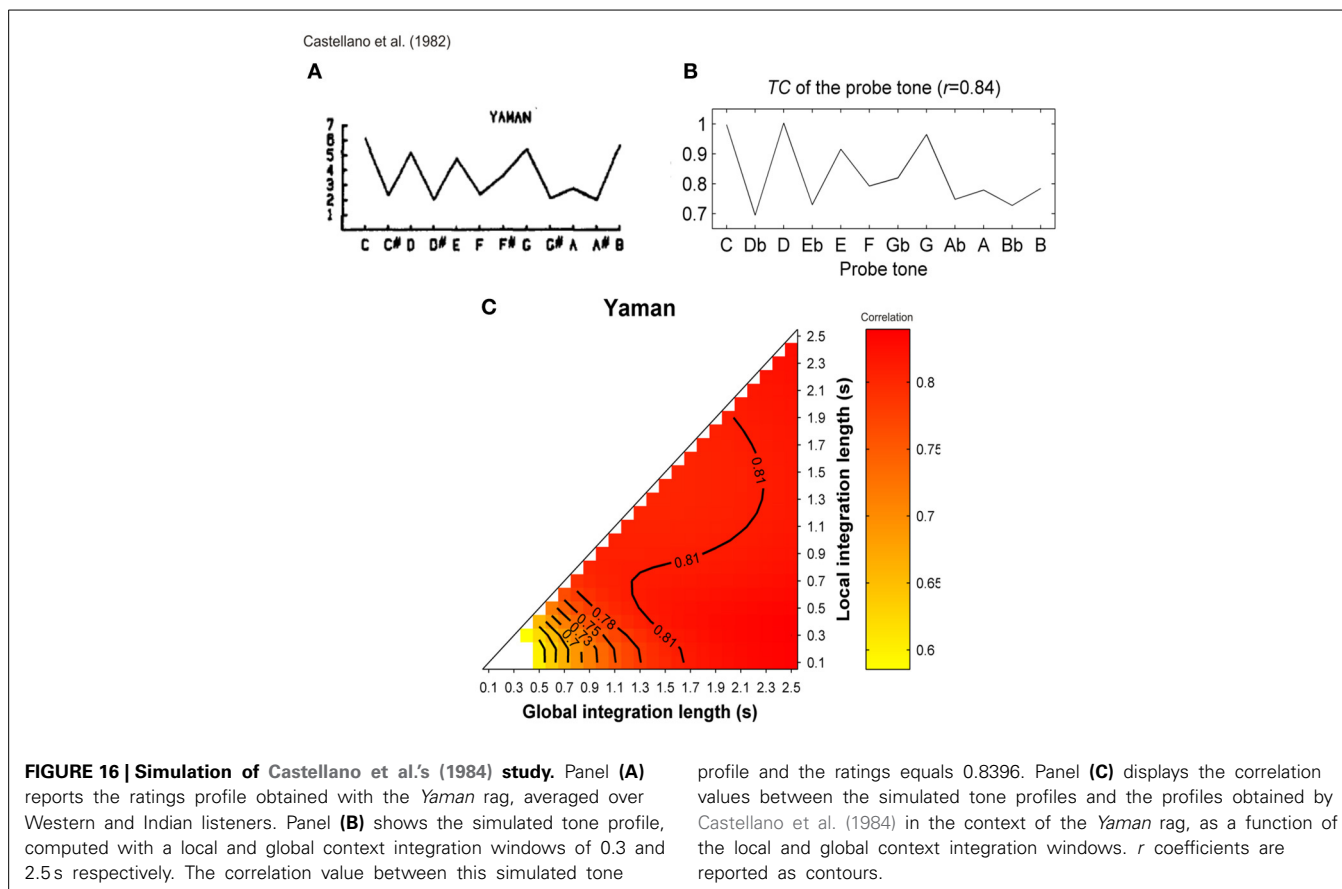 Castellano et al. (1982)
A
YAMAN
7
6
5
4
3
2
1
C C# D D# E F F# G G# A A# B
B
TC of the probe tone (r=0.84)
1
0.9
0.8
0.7
C Db D Eb E F Gb G Ab A Bb B
Probe tone
C
Yaman
0.81
0.81
0.81
0.78
0.75
0.73
0.7
2.5
2.3
2.1
1.9
1.7
1.5
1.3
1.1
0.9
0.7
0.5
0.3
0.1
Local integration length (s)
0.1 0.3 0.5 0.7 0.9 1.1 1.3 1.5 1.7 1.9 2.1 2.3 2.5
Global integration length (s)
Correlation
0.8
0.75
0.7
0.65
0.6
FIGURE 16 | Simulation of Castellano et al.'s (1984) study. Panel (A)
reports the ratings profile obtained with the Yaman rag, averaged over
Western and Indian listeners. Panel (B) shows the simulated tone profile,
computed with a local and global context integration windows of 0.3 and
2.5 s respectively. The correlation value between this simulated tone
profile and the ratings equals 0.8396. Panel (C) displays the correlation
values between the simulated tone profiles and the profiles obtained by
Castellano et al. (1984) in the context of the Yaman rag, as a function of
the local and global context integration windows. r coefficients are
reported as contours.